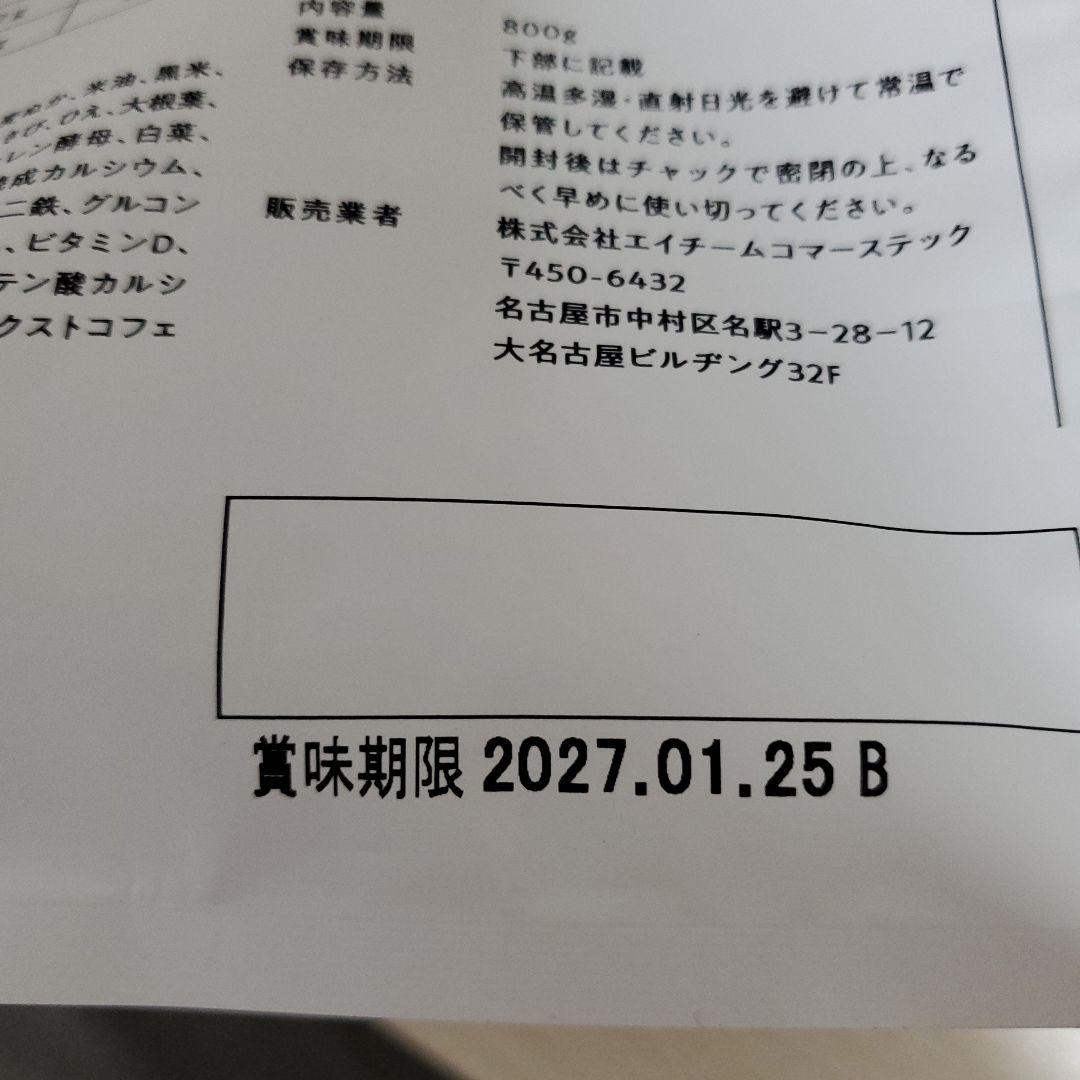 米油、黒米、
きび、ひえ、大根葉、
レン酵母、白菜、
成カルシウム、
二鉄、グルコン
、ビタミンD、
テン酸カルシ
クストコフェ
内容量 800g
賞味期限 下部に記載
保存方法 高温多湿・直射日光を避けて常温で
保管してください。
開封後はチャックで密閉の上、なる
べく早めに使い切ってください。
販売業者 株式会社エイチームコマーステック
〒450-6432
名古屋市中村区名駅3-28-12
大名古屋ビルヂング32F
賞味期限 2027.01.25 B